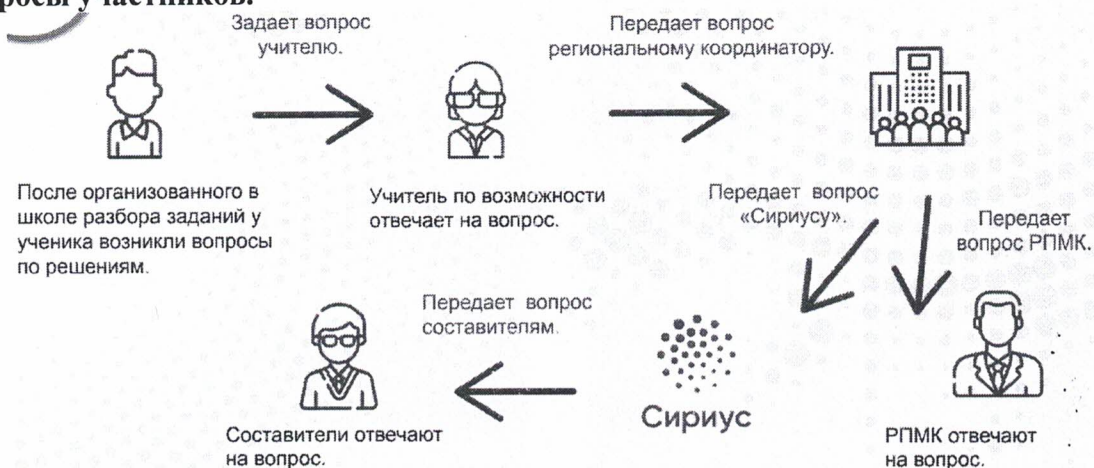 участников.
Задает вопрос
учителю.
Передает вопрос
региональному координатору.
После организованного в
школе разбора заданий у
ученика возникли вопросы
по решениям.
Учитель по возможности
отвечает на вопрос.
Передает вопрос
«Сириусу».
Передает
вопрос РПМК.
Передает вопрос
составителям.
Сириус
Составители отвечают
на вопрос.
РПМК отвечают
на вопрос.